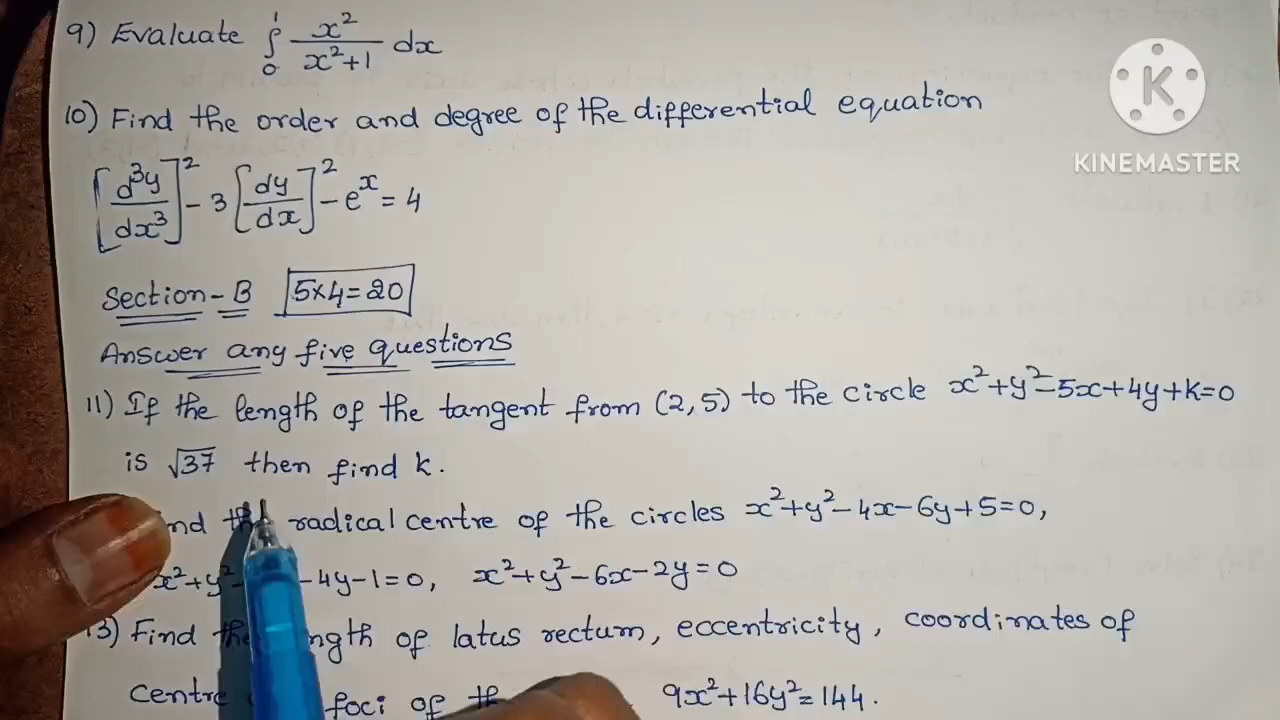 9) Evaluate ∫₀¹ x²/(x²+1) dx
KINEMASTER
10) Find the order and degree of the differential equation
[d³y/dx³]² - 3 [dy/dx]² - eˣ = 4
Section-B 5×4=20
Answer any five questions
11) If the length of the tangent from (2,5) to the circle x²+y²-5x+4y+k=0
is √37 then find k.
radical centre of the circles x²+y²-4x-6y+5=0,
-4y-1=0, x²+y²-6x-2y=0
13) Find of latus rectum, eccentricity, coordinates of
Centre foci of 9x²+16y²=144.